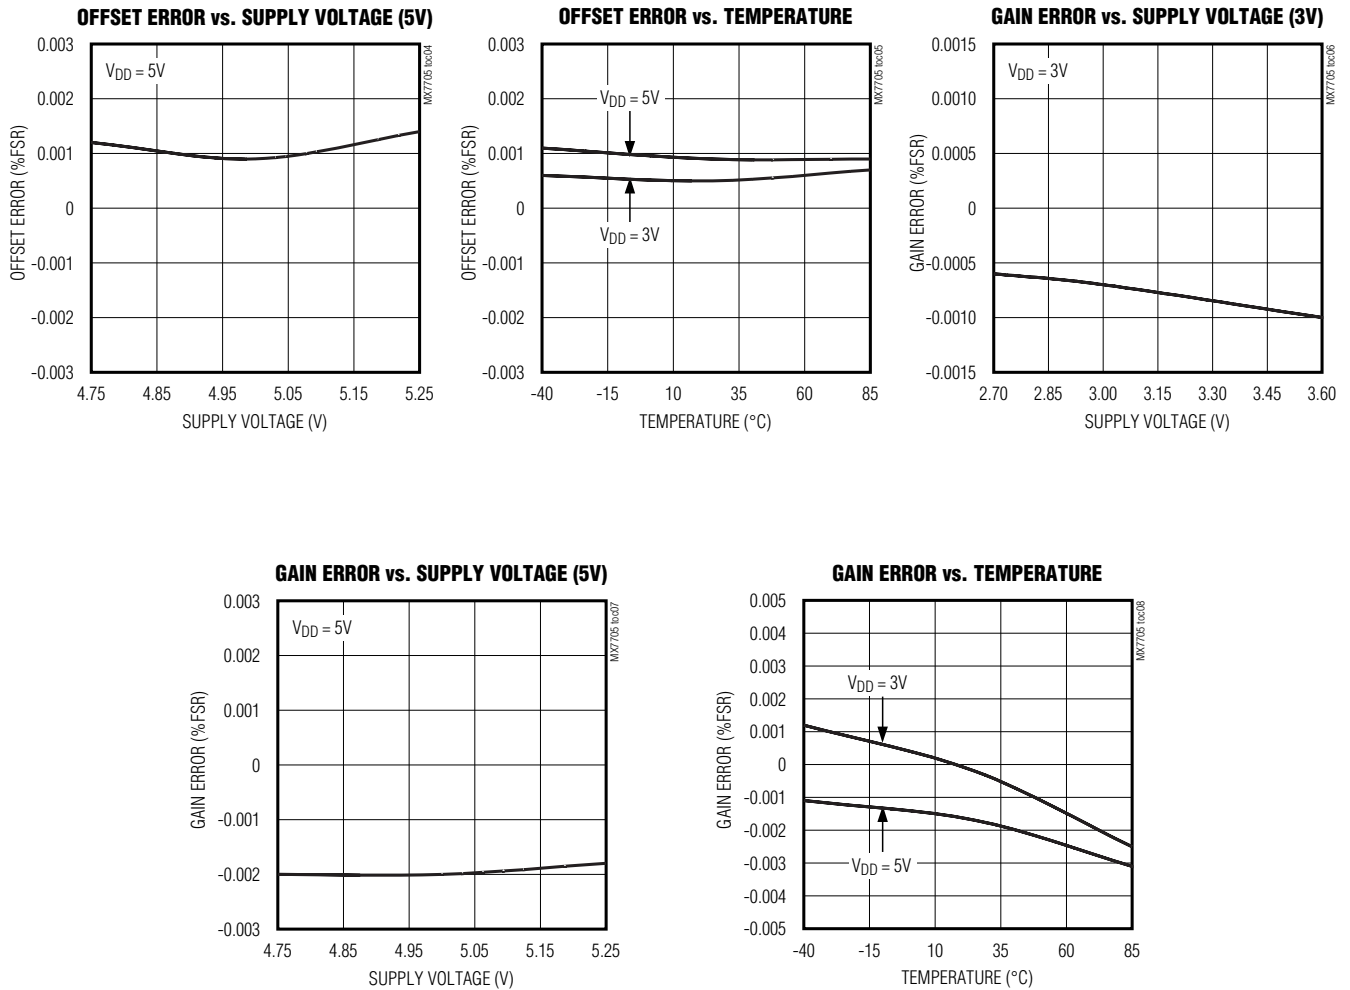 OFFSET ERROR vs. SUPPLY VOLTAGE (5V)
0.003
0.002
0.001
0
-0.001
-0.002
-0.003
OFFSET ERROR (%FSR)
VDD = 5V
MX7705 toc04
4.75 4.85 4.95 5.05 5.15 5.25
SUPPLY VOLTAGE (V)
OFFSET ERROR vs. TEMPERATURE
0.003
0.002
0.001
0
-0.001
-0.002
-0.003
OFFSET ERROR (%FSR)
VDD = 5V
VDD = 3V
MX7705 toc05
-40 -15 10 35 60 85
TEMPERATURE (°C)
GAIN ERROR vs. SUPPLY VOLTAGE (3V)
0.0015
0.0010
0.0005
0
-0.0005
-0.0010
-0.0015
GAIN ERROR (%FSR)
VDD = 3V
MX7705 toc06
2.70 2.85 3.00 3.15 3.30 3.45 3.60
SUPPLY VOLTAGE (V)
GAIN ERROR vs. SUPPLY VOLTAGE (5V)
0.003
0.002
0.001
0
-0.001
-0.002
-0.003
GAIN ERROR (%FSR)
VDD = 5V
MX7705 toc07
4.75 4.85 4.95 5.05 5.15 5.25
SUPPLY VOLTAGE (V)
GAIN ERROR vs. TEMPERATURE
0.005
0.004
0.003
0.002
0.001
0
-0.001
-0.002
-0.003
-0.004
-0.005
GAIN ERROR (%FSR)
VDD = 3V
VDD = 5V
MX7705 toc08
-40 -15 10 35 60 85
TEMPERATURE (°C)